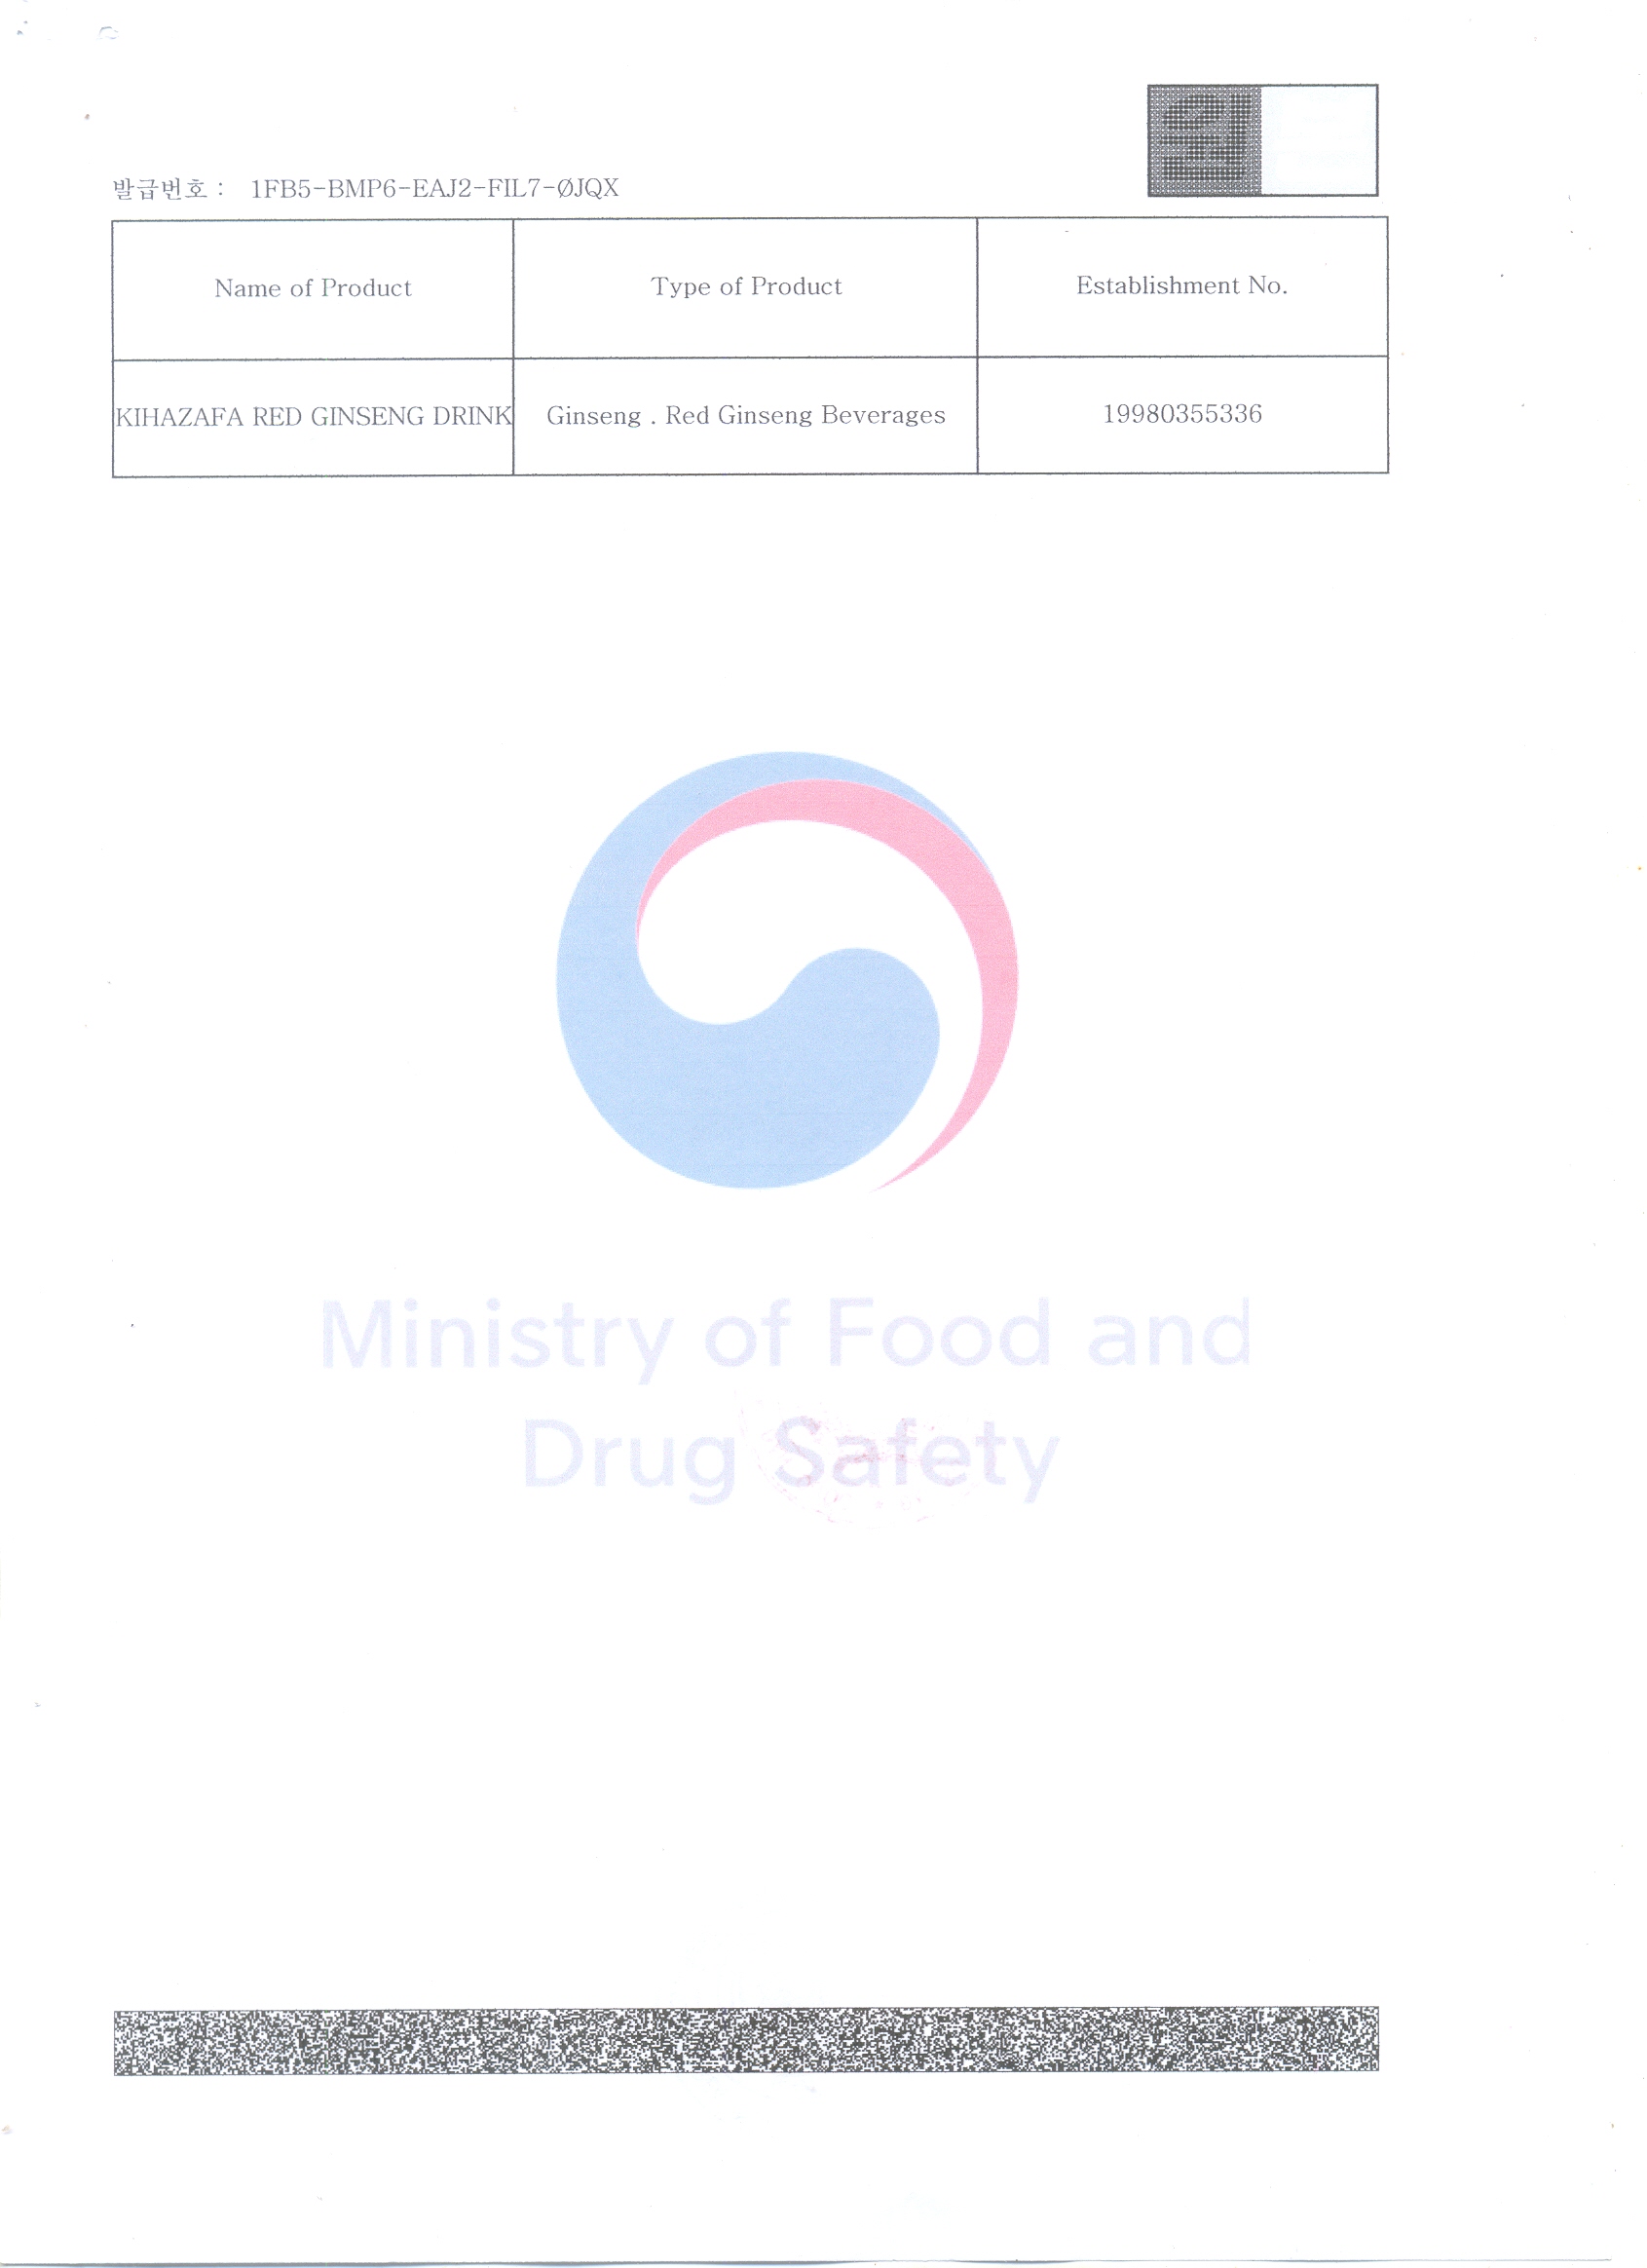 원
발급번호 : 1FB5-BMP6-EAJ2-FIL7-ØJQX
Name of Product Type of Product Establishment No.
KIHAZAFA RED GINSENG DRINK Ginseng . Red Ginseng Beverages 19980355336
Ministry of Food and
Drug Safety